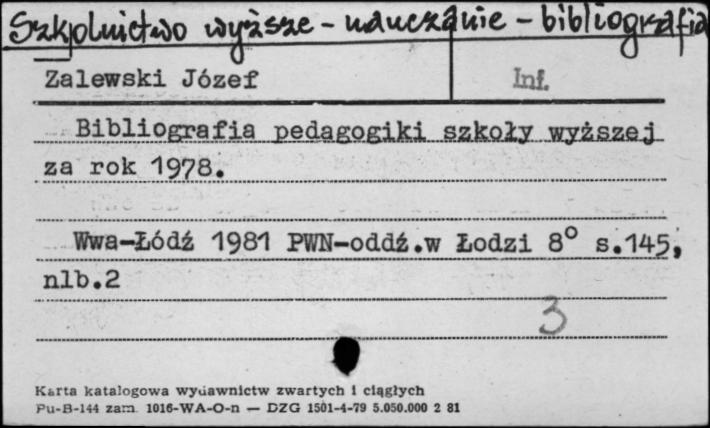 Szkolnictwo wyższe - nauczanie - bibliografia
Zalewski Józef
Inf.
Bibliografia pedagogiki szkoły wyższej
za rok 1978.
Wwa-Łódź 1981 PWN-oddź.w Łodzi 8° s.145,
nlb.2
3
Karta katalogowa wydawnictw zwartych i ciągłych
Pu-B-144 zam. 1016-WA-O-n — DZG 1501-4-79 5.050.000 2 81